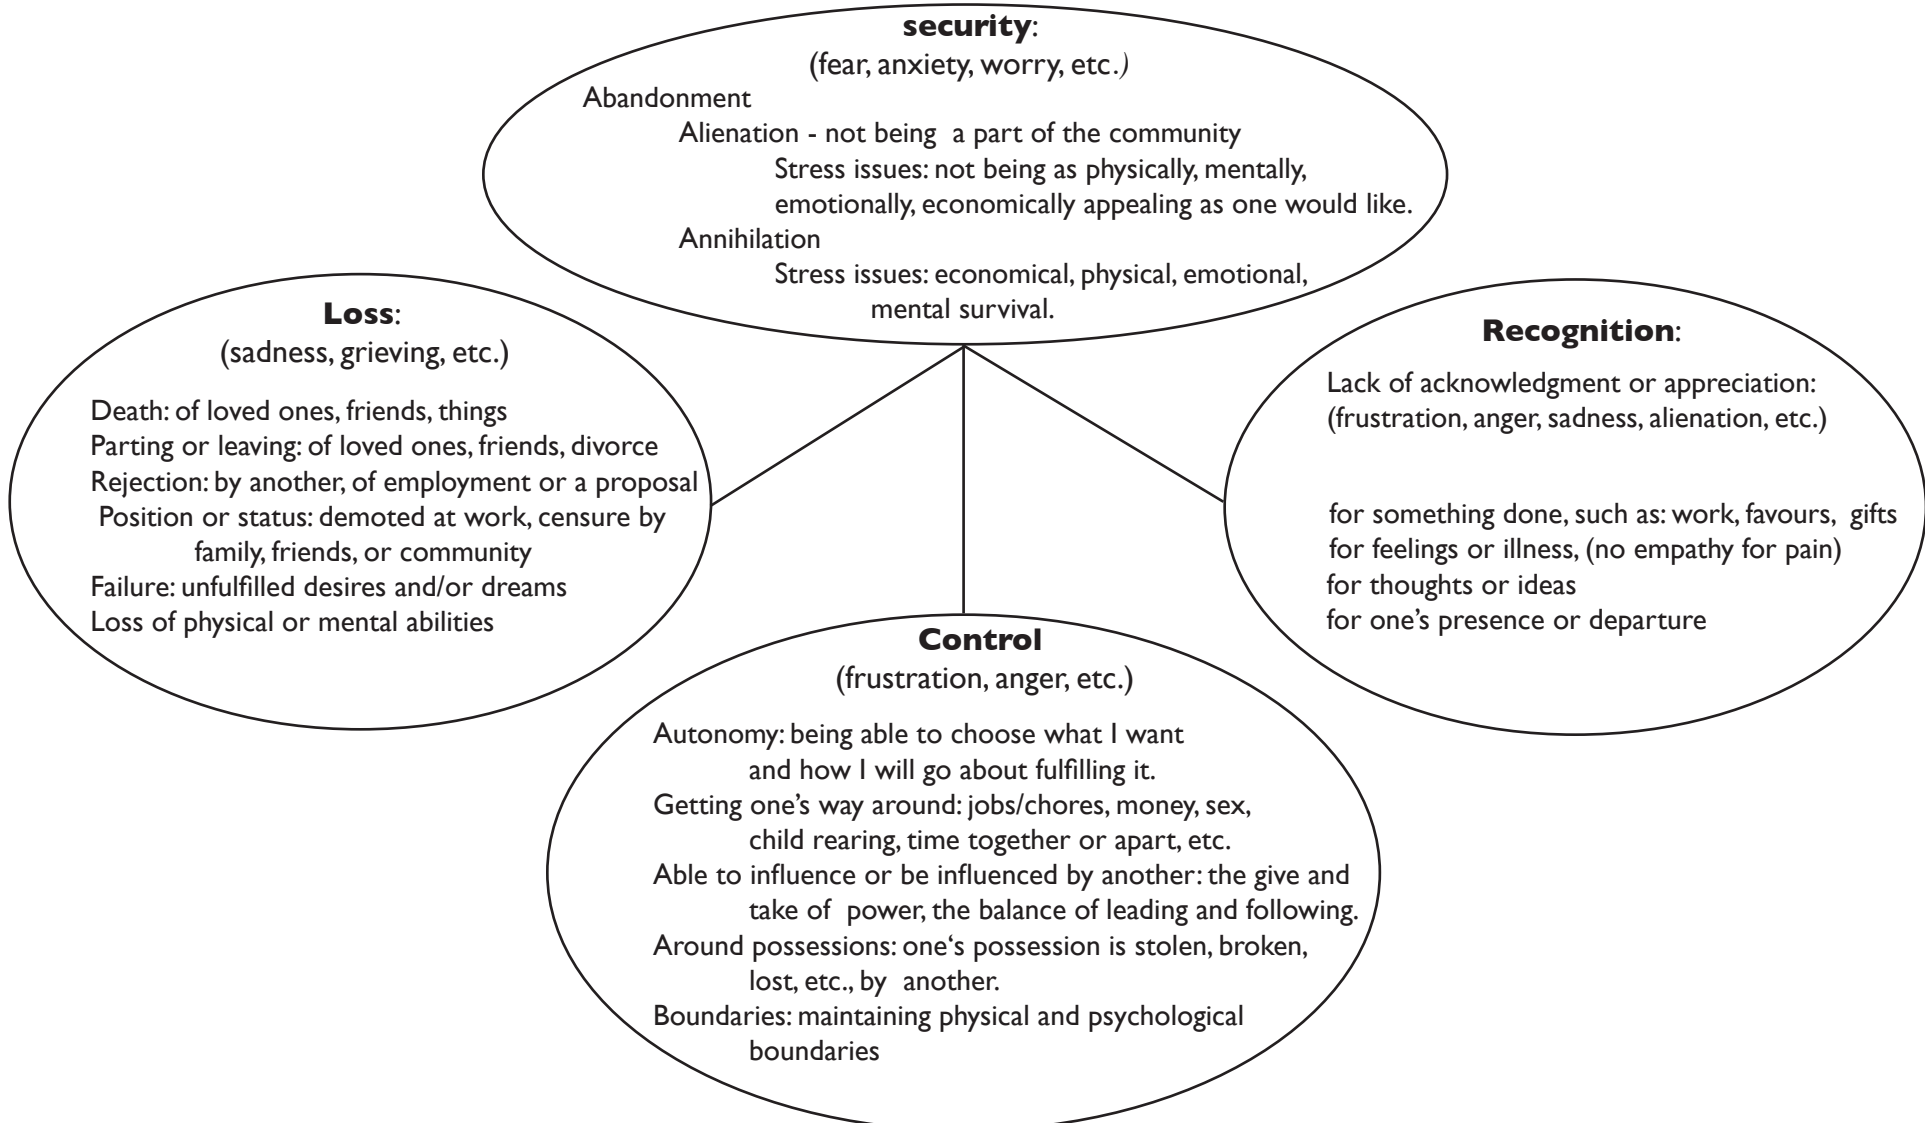 security:
(fear, anxiety, worry, etc.)
Abandonment
Alienation - not being a part of the community
Stress issues: not being as physically, mentally,
emotionally, economically appealing as one would like.
Annihilation
Stress issues: economical, physical, emotional,
mental survival.
Loss:
(sadness, grieving, etc.)
Death: of loved ones, friends, things
Parting or leaving: of loved ones, friends, divorce
Rejection: by another, of employment or a proposal
Position or status: demoted at work, censure by
family, friends, or community
Failure: unfulfilled desires and/or dreams
Loss of physical or mental abilities
Recognition:
Lack of acknowledgment or appreciation:
(frustration, anger, sadness, alienation, etc.)
for something done, such as: work, favours, gifts
for feelings or illness, (no empathy for pain)
for thoughts or ideas
for one’s presence or departure
Control
(frustration, anger, etc.)
Autonomy: being able to choose what I want
and how I will go about fulfilling it.
Getting one’s way around: jobs/chores, money, sex,
child rearing, time together or apart, etc.
Able to influence or be influenced by another: the give and
take of power, the balance of leading and following.
Around possessions: one‘s possession is stolen, broken,
lost, etc., by another.
Boundaries: maintaining physical and psychological
boundaries